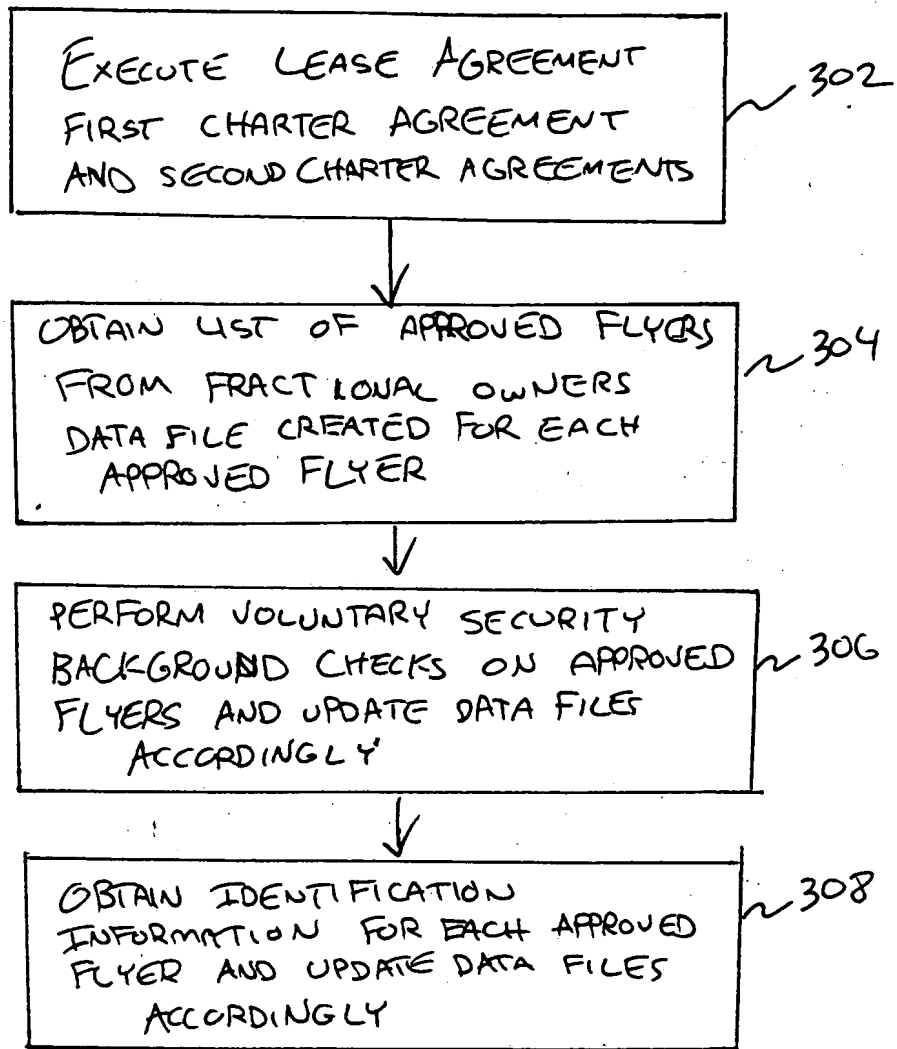 EXECUTE LEASE AGREEMENT
FIRST CHARTER AGREEMENT
AND SECOND CHARTER AGREEMENTS
302
OBTAIN LIST OF APPROVED FLYERS
FROM FRACTIONAL OWNERS
DATA FILE CREATED FOR EACH
APPROVED FLYER
304
PERFORM VOLUNTARY SECURITY
BACKGROUND CHECKS ON APPROVED
FLYERS AND UPDATE DATA FILES
ACCORDINGLY
306
OBTAIN IDENTIFICATION
INFORMATION FOR EACH APPROVED
FLYER AND UPDATE DATA FILES
ACCORDINGLY
308